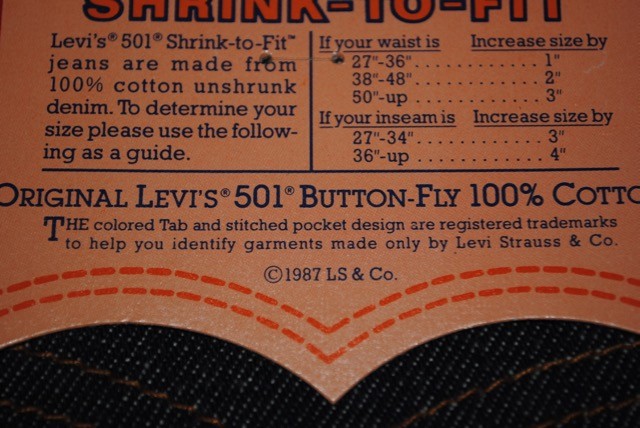 SHRINK-TO-FIT
Levi's® 501® Shrink-to-Fit™
jeans are made from
100% cotton unshrunk
denim. To determine your
size please use the follow-
ing as a guide.
If your waist is Increase size by
27"-36" . . . . . . . . . . . . . 1"
38"-48" . . . . . . . . . . . . 2"
50"-up . . . . . . . . . . . . 3"
If your inseam is Increase size by
27"-34" . . . . . . . . . . . . 3"
36"-up . . . . . . . . . . . . 4"
ORIGINAL LEVI'S® 501® BUTTON-FLY 100% COTTO
THE colored Tab and stitched pocket design are registered trademarks
to help you identify garments made only by Levi Strauss & Co.
©1987 LS & Co.